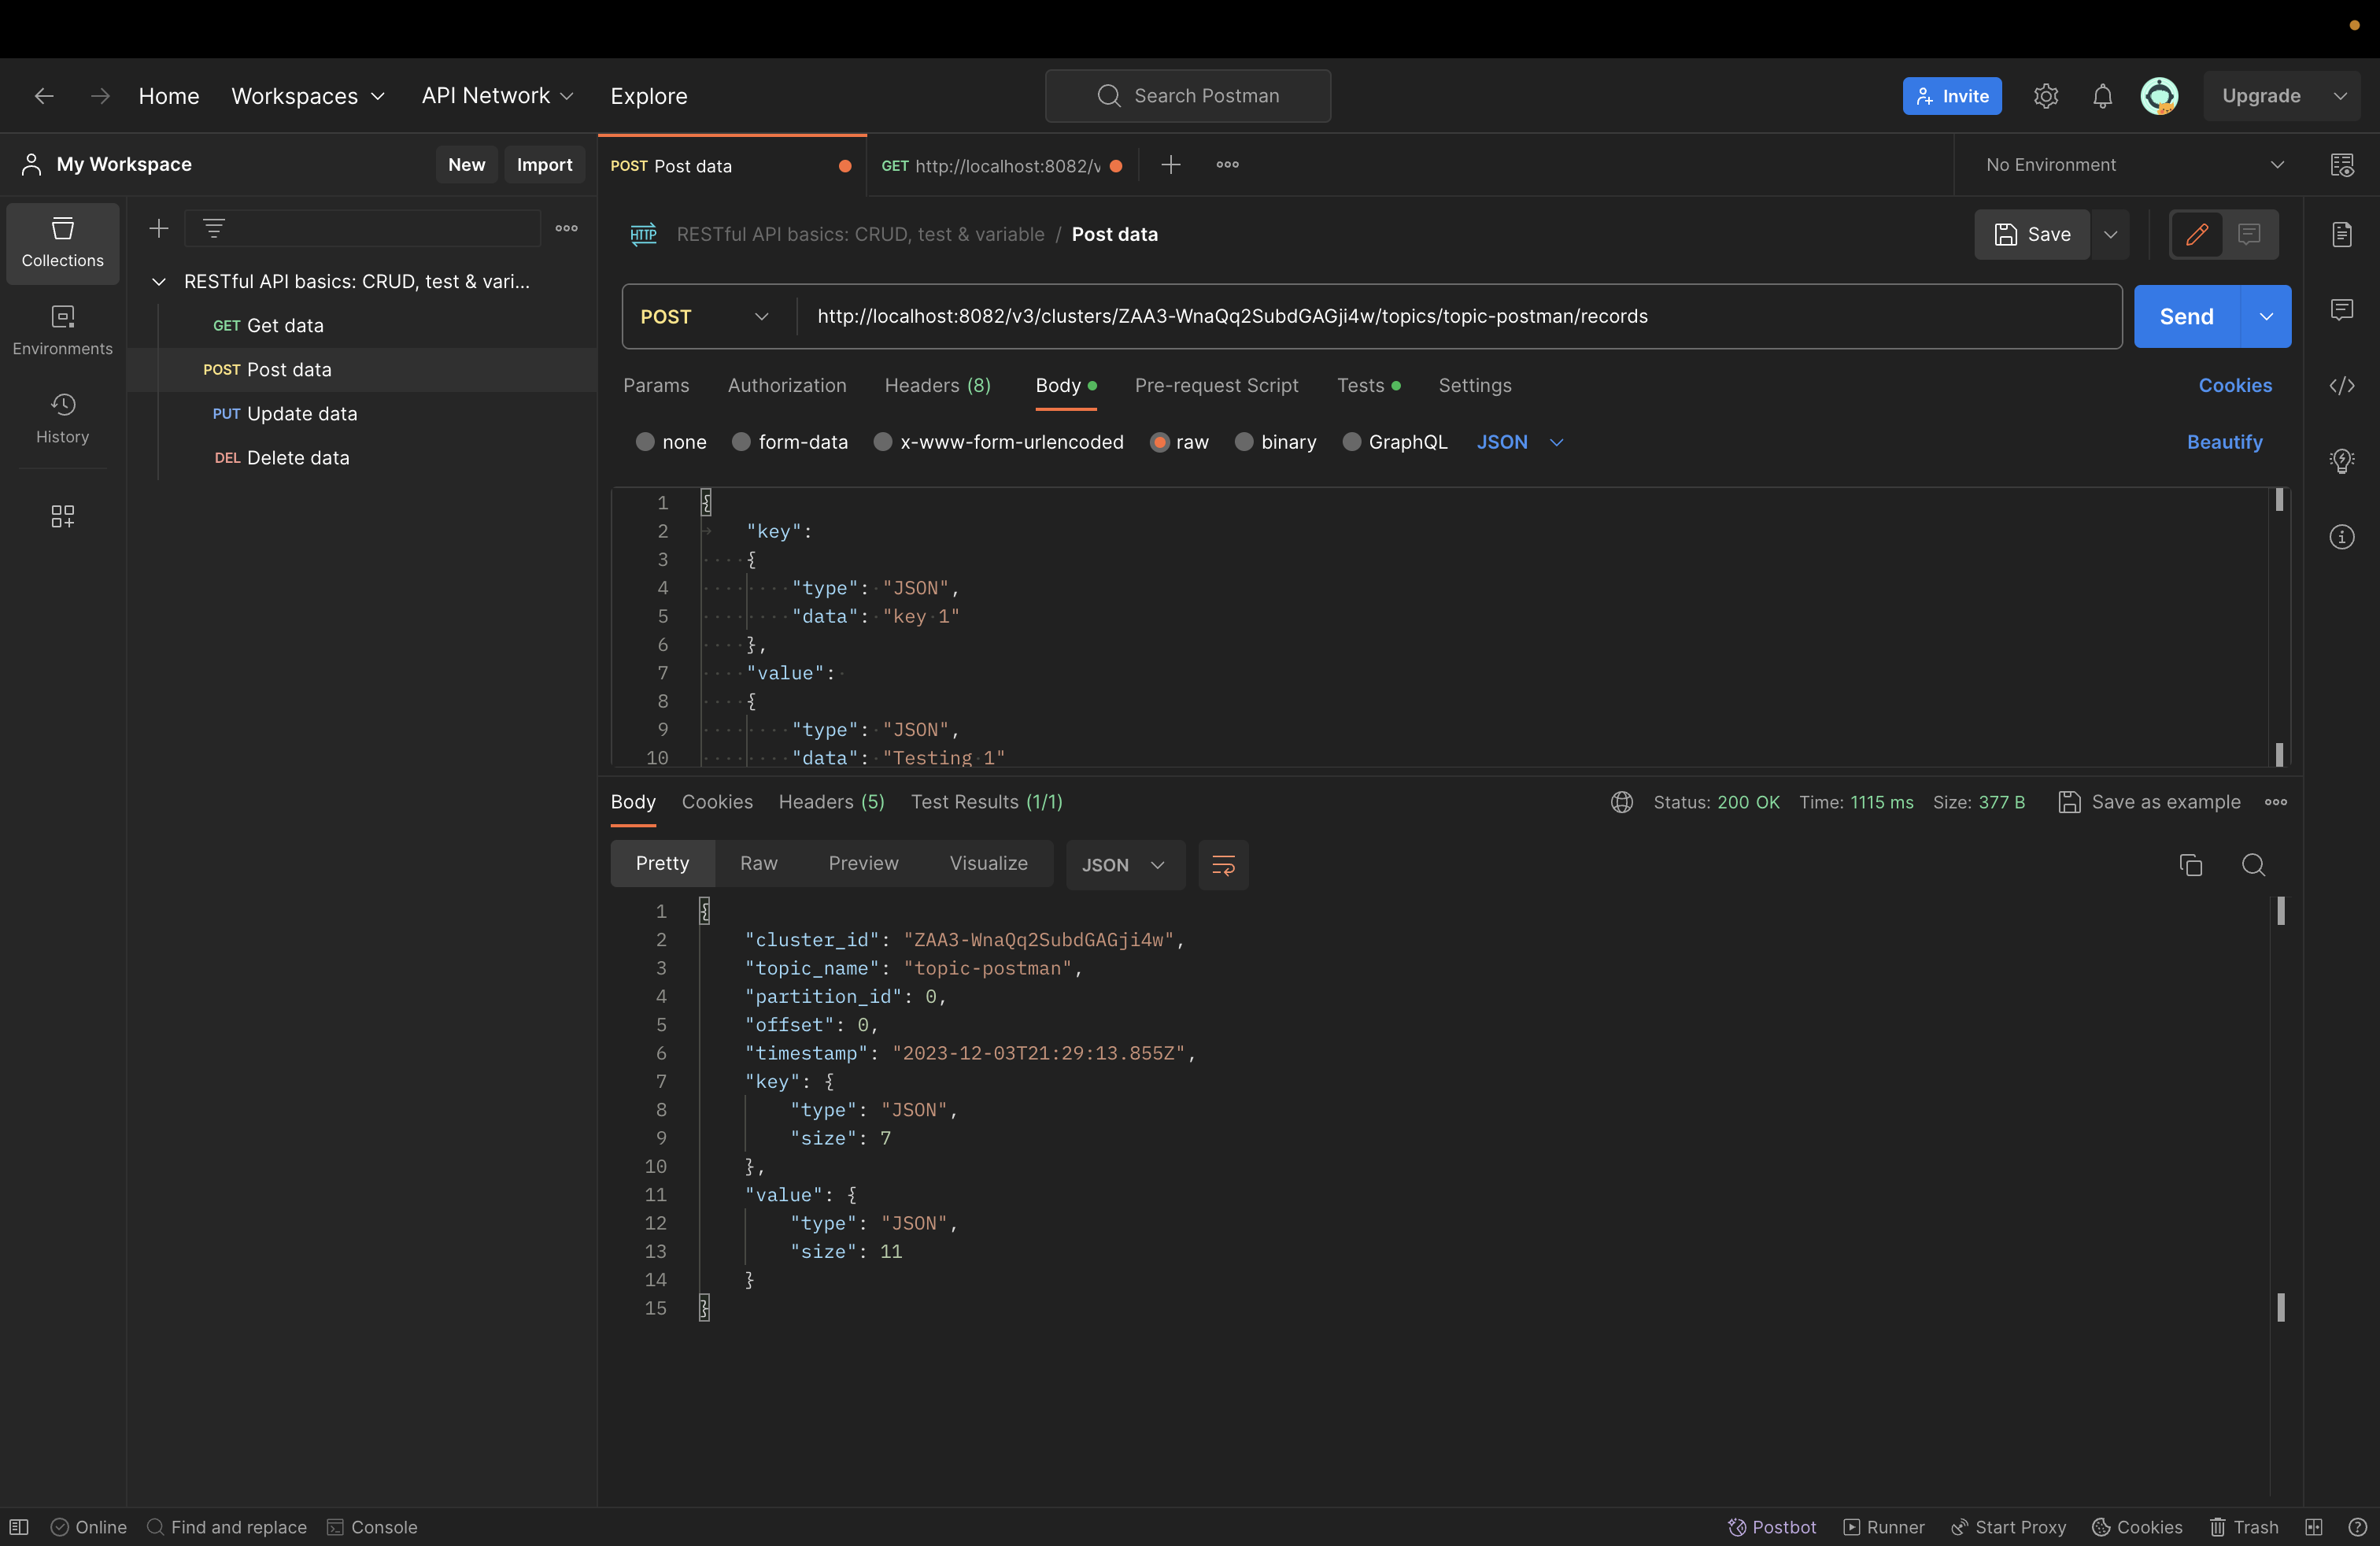 Home Workspaces API Network Explore Search Postman Invite Upgrade
My Workspace New Import POST Post data GET http://localhost:8082/v No Environment
Collections
Environments
History
RESTful API basics: CRUD, test & vari...
GET Get data
POST Post data
PUT Update data
DEL Delete data
HTTP RESTful API basics: CRUD, test & variable / Post data Save
POST http://localhost:8082/v3/clusters/ZAA3-WnaQq2SubdGAGji4w/topics/topic-postman/records Send
Params Authorization Headers (8) Body Pre-request Script Tests Settings Cookies
none form-data x-www-form-urlencoded raw binary GraphQL JSON Beautify
1 {
2 "key":
3 {
4 "type": "JSON",
5 "data": "key 1"
6 },
7 "value":
8 {
9 "type": "JSON",
10 "data": "Testing 1"
Body Cookies Headers (5) Test Results (1/1) Status: 200 OK Time: 1115 ms Size: 377 B Save as example
Pretty Raw Preview Visualize JSON
1 {
2 "cluster_id": "ZAA3-WnaQq2SubdGAGji4w",
3 "topic_name": "topic-postman",
4 "partition_id": 0,
5 "offset": 0,
6 "timestamp": "2023-12-03T21:29:13.855Z",
7 "key": {
8 "type": "JSON",
9 "size": 7
10 },
11 "value": {
12 "type": "JSON",
13 "size": 11
14 }
15 }
Online Find and replace Console Postbot Runner Start Proxy Cookies Trash